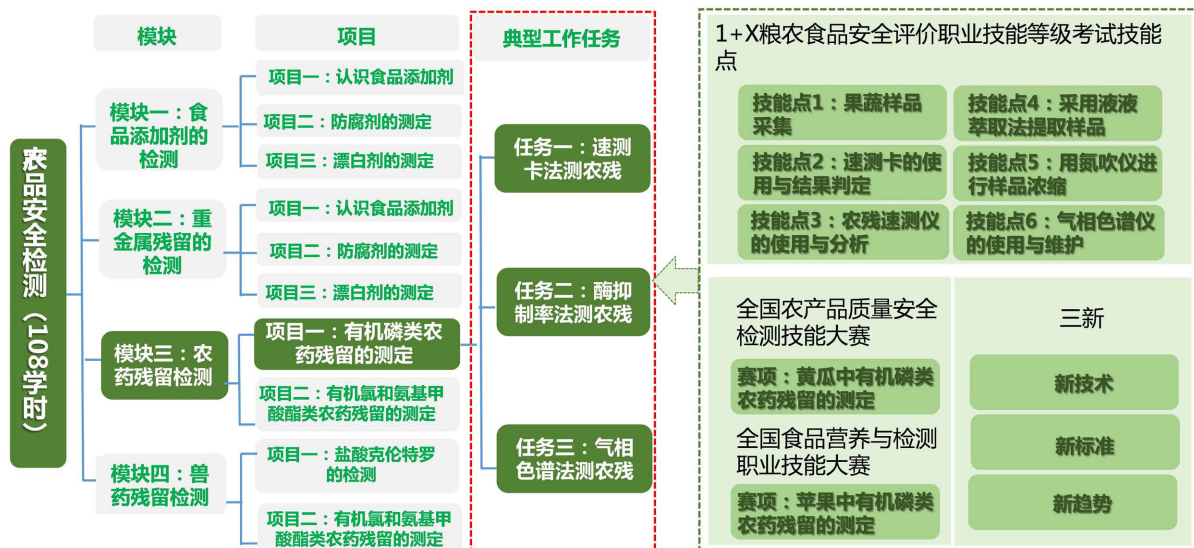 模块
项目
典型工作任务
品安全检测（108学时）
模块一：食
品添加剂的
检测
项目一：认识食品添加剂
项目二：防腐剂的测定
项目三：漂白剂的测定
模块二：重
金属残留的
检测
项目一：认识食品添加剂
项目二：防腐剂的测定
项目三：漂白剂的测定
模块三：农
药残留检测
项目一：有机磷类农
药残留的测定
项目二：有机氯和氨基甲
酸酯类农药残留的测定
模块四：兽
药残留检测
项目一：盐酸克伦特罗
的检测
项目二：有机氯和氨基甲
酸酯类农药残留的测定
任务一：速测
卡法测农残
任务二：酶抑
制率法测农残
任务三：气相
色谱法测农残
1+X粮农食品安全评价职业技能等级考试技能
点
技能点1：果蔬样品
采集
技能点2：速测卡的使
用与结果判定
技能点3：农残速测仪
的使用与分析
技能点4：采用液液
萃取法提取样品
技能点5：用氮吹仪进
行样品浓缩
技能点6：气相色谱仪
的使用与维护
全国农产品质量安全
检测技能大赛
赛项：黄瓜中有机磷类
农药残留的测定
全国食品营养与检测
职业技能大赛
赛项：苹果中有机磷类
农药残留的测定
三新
新技术
新标准
新趋势